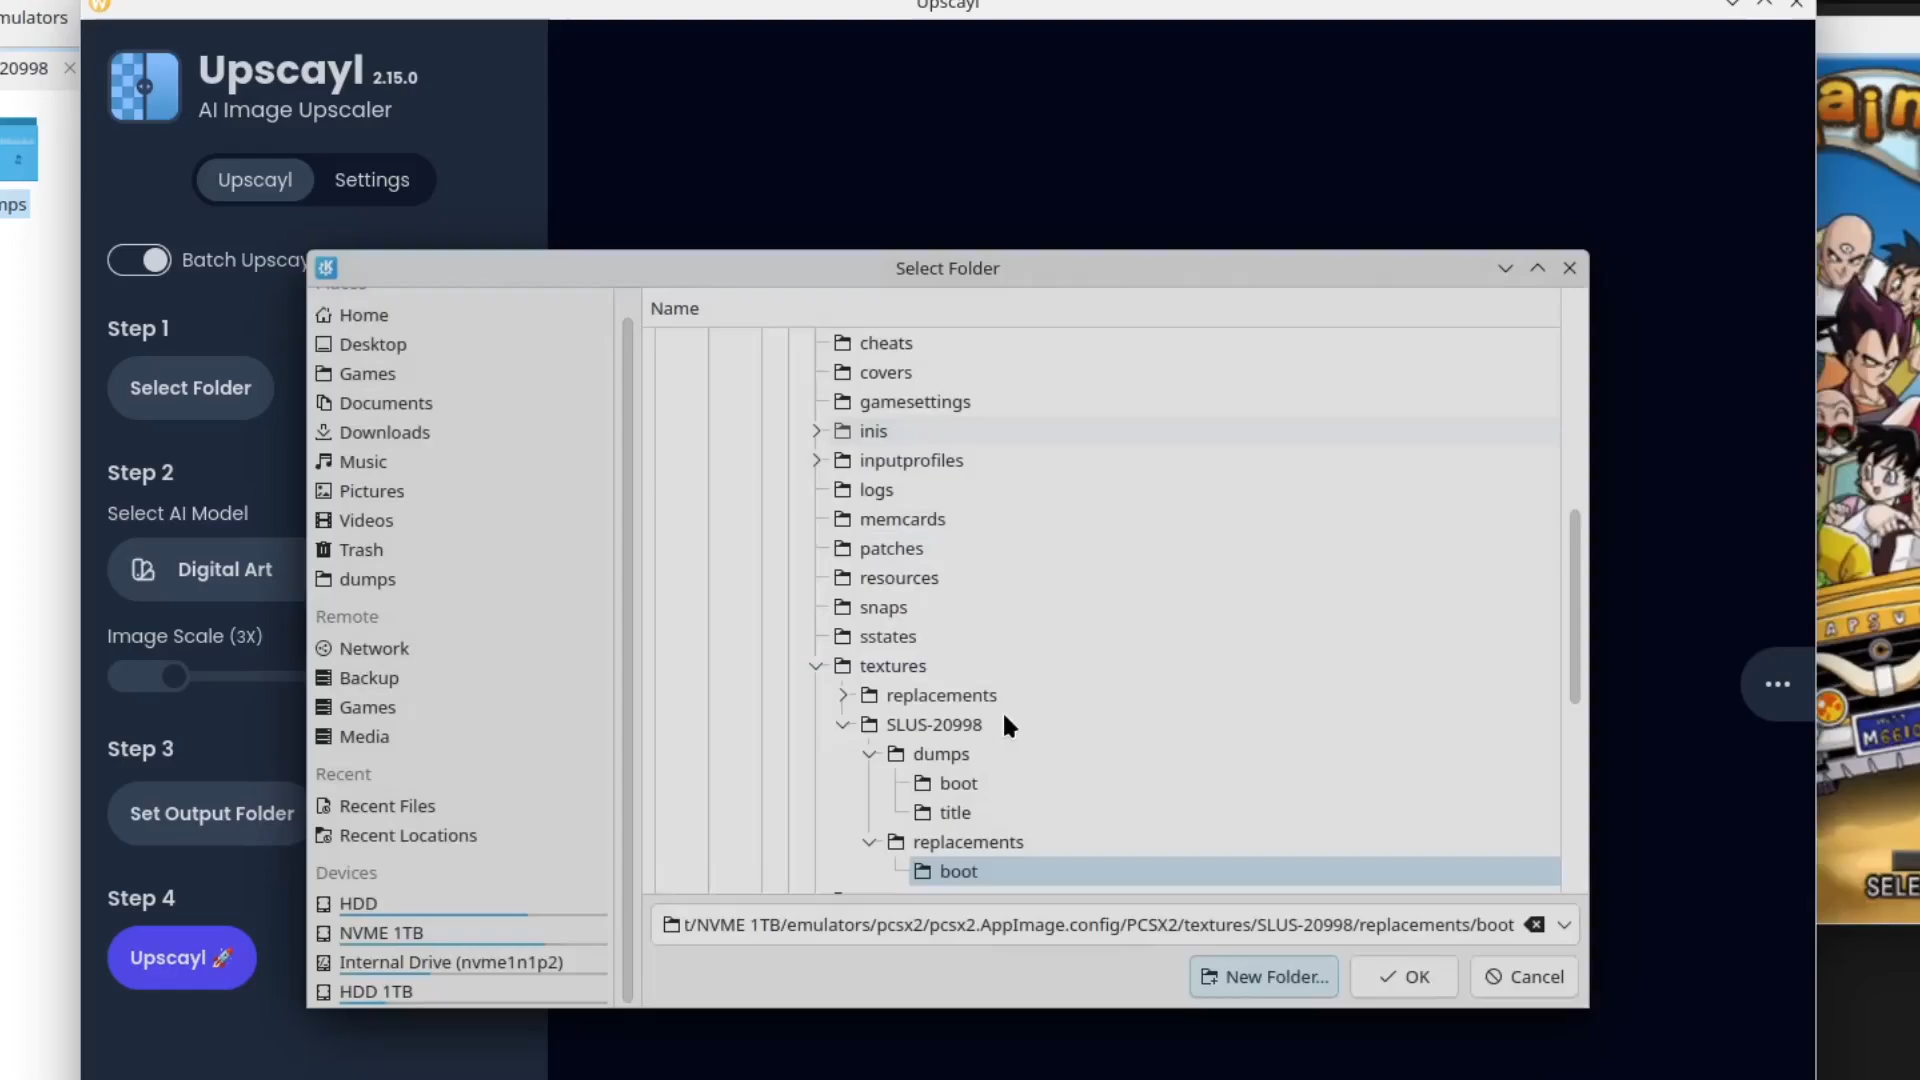 mulators
Upscayl
20998
mps
Upscayl 2.15.0
AI Image Upscaler
Upscayl
Settings
Batch Upscay
Step 1
Select Folder
Step 2
Select AI Model
Digital Art
Image Scale (3X)
Step 3
Set Output Folder
Step 4
Upscayl 🚀
Select Folder
Home
Desktop
Games
Documents
Downloads
Music
Pictures
Videos
Trash
dumps
Remote
Network
Backup
Games
Media
Recent
Recent Files
Recent Locations
Devices
HDD
NVME 1TB
Internal Drive (nvme1n1p2)
HDD 1TB
Name
cheats
covers
gamesettings
inis
inputprofiles
logs
memcards
patches
resources
snaps
sstates
textures
replacements
SLUS-20998
dumps
boot
title
replacements
boot
t/NVME 1TB/emulators/pcsx2/pcsx2.AppImage.config/PCSX2/textures/SLUS-20998/replacements/boot
New Folder...
OK
Cancel
ain
APSU
M6610
SELE